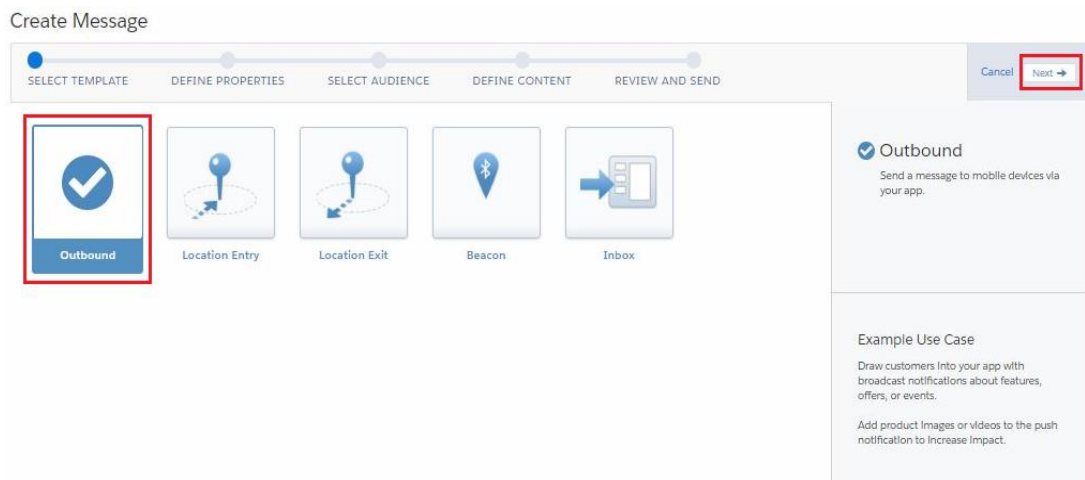 Create Message
SELECT TEMPLATE
DEFINE PROPERTIES
SELECT AUDIENCE
DEFINE CONTENT
REVIEW AND SEND
Cancel
Next
Outbound
Location Entry
Location Exit
Beacon
Inbox
Outbound
Send a message to mobile devices via
your app.
Example Use Case
Draw customers into your app with
broadcast notifications about features,
offers, or events.
Add product images or videos to the push
notification to increase impact.